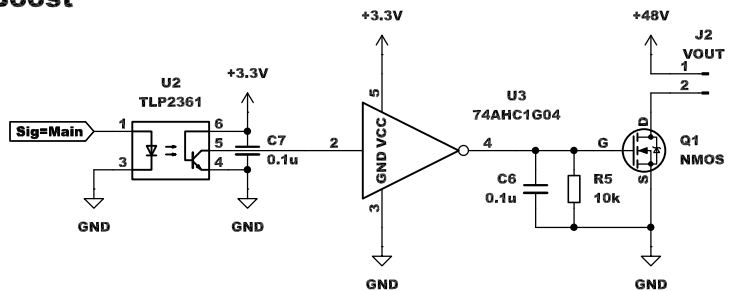 Boost
+3.3V
+48V
J2
VOUT
1
2
U2
TLP2361
+3.3V
U3
74AHC1G04
5
Sig=Main
1
6
5
C7
0.1u
2
GND VCC
4
G
D
S
Q1
NMOS
3
4
C6
0.1u
R5
10k
3
GND
GND
GND
GND